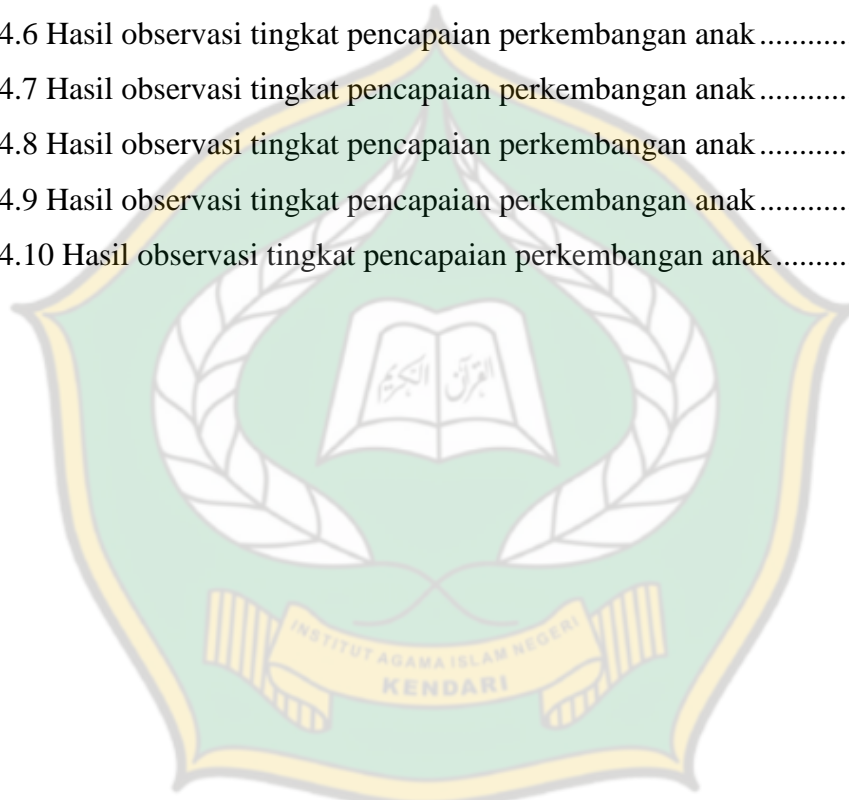 4.6 Hasil observasi tingkat pencapaian perkembangan anak...........
4.7 Hasil observasi tingkat pencapaian perkembangan anak...........
4.8 Hasil observasi tingkat pencapaian perkembangan anak...........
4.9 Hasil observasi tingkat pencapaian perkembangan anak...........
4.10 Hasil observasi tingkat pencapaian perkembangan anak.........
القرآن الكريم
INSTITUT AGAMA ISLAM NEGERI
KENDARI